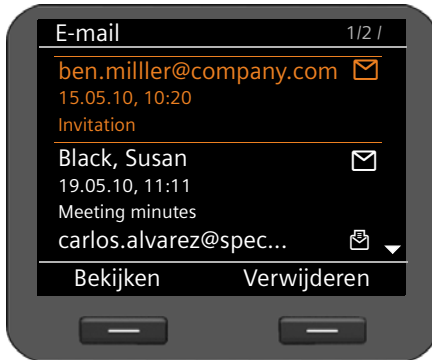 E-mail 1/2 /
ben.milller@company.com
15.05.10, 10:20
Invitation
Black, Susan
19.05.10, 11:11
Meeting minutes
carlos.alvarez@spec...
Bekijken Verwijderen